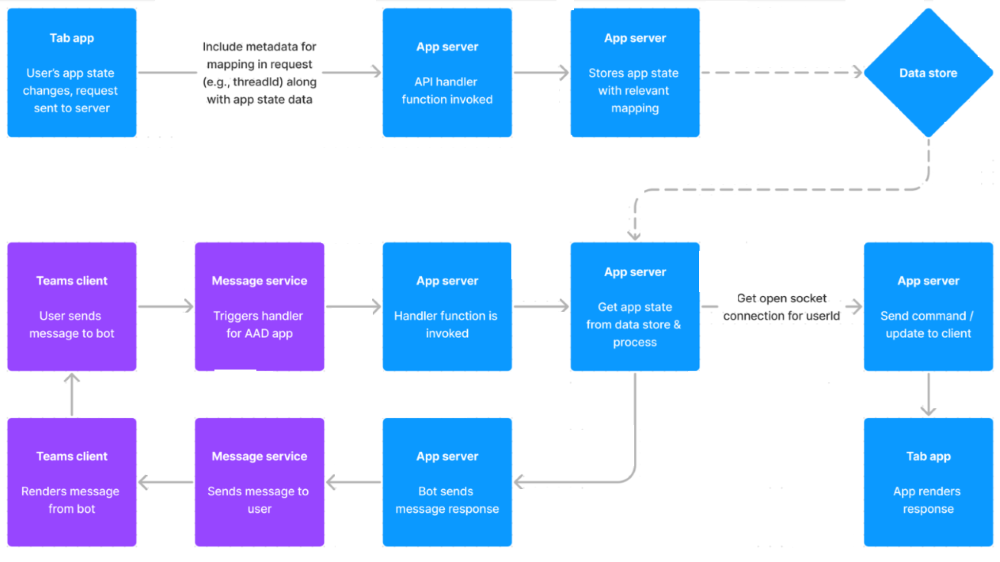 Tab app
User's app state
changes, request
sent to server
Include metadata for
mapping in request
(e.g., threadId) along
with app state data
App server
API handler
function invoked
App server
Stores app state
with relevant
mapping
Data store
Teams client
User sends
message to bot
Message service
Triggers handler
for AAD app
App server
Handler function is
invoked
App server
Get app state
from data store &
process
Get open socket
connection for userId
App server
Send command /
update to client
Teams client
Renders message
from bot
Message service
Sends message to
user
App server
Bot sends
message response
Tab app
App renders
response